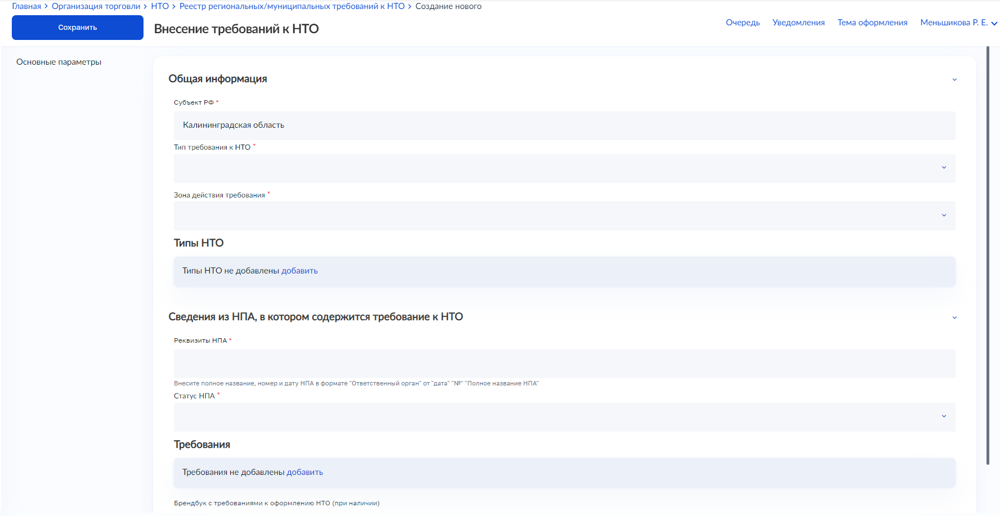 Главная > Организация торговли > НТО > Реестр региональных/муниципальных требований к НТО > Создание нового
Сохранить
Внесение требований к НТО
Очередь Уведомления Тема оформления Меньшикова Р. Е.
Основные параметры
Общая информация
Субъект РФ *
Калининградская область
Тип требования к НТО *
Зона действия требования *
Типы НТО
Типы НТО не добавлены добавить
Сведения из НПА, в котором содержится требование к НТО
Реквизиты НПА *
Внесите полное название, номер и дату НПА в формате "Ответственный орган" от "дата" "№" "Полное название НПА"
Статус НПА *
Требования
Требования не добавлены добавить
Брендбук с требованиями к оформлению НТО (при наличии)